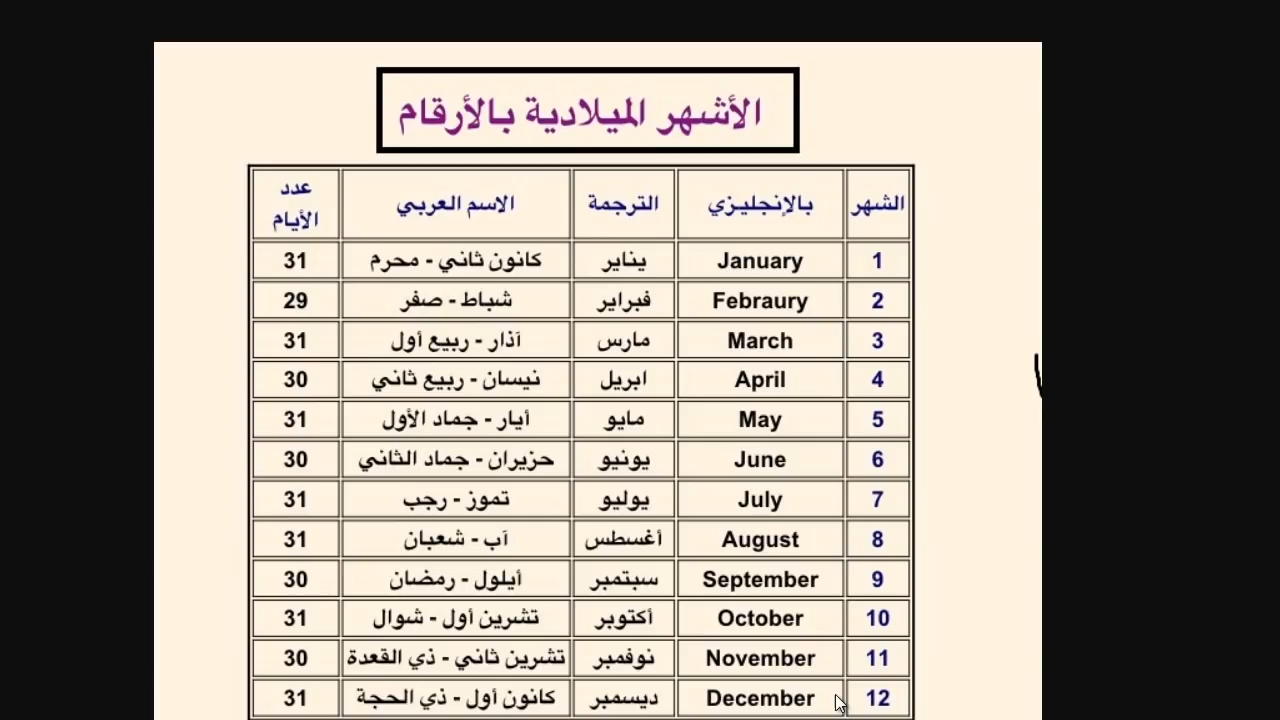 الأشهر الميلادية بالأرقام
الشهر بالإنجليزي الترجمة الاسم العربي عدد الأيام
1 January يناير كانون ثاني - محرم 31
2 Febraury فبراير شباط - صفر 29
3 March مارس آذار - ربيع أول 31
4 April ابريل نيسان - ربيع ثاني 30
5 May مايو أيار - جماد الأول 31
6 June يونيو حزيران - جماد الثاني 30
7 July يوليو تموز - رجب 31
8 August أغسطس آب - شعبان 31
9 September سبتمبر أيلول - رمضان 30
10 October أكتوبر تشرين أول - شوال 31
11 November نوفمبر تشرين ثاني - ذي القعدة 30
12 December ديسمبر كانون أول - ذي الحجة 31